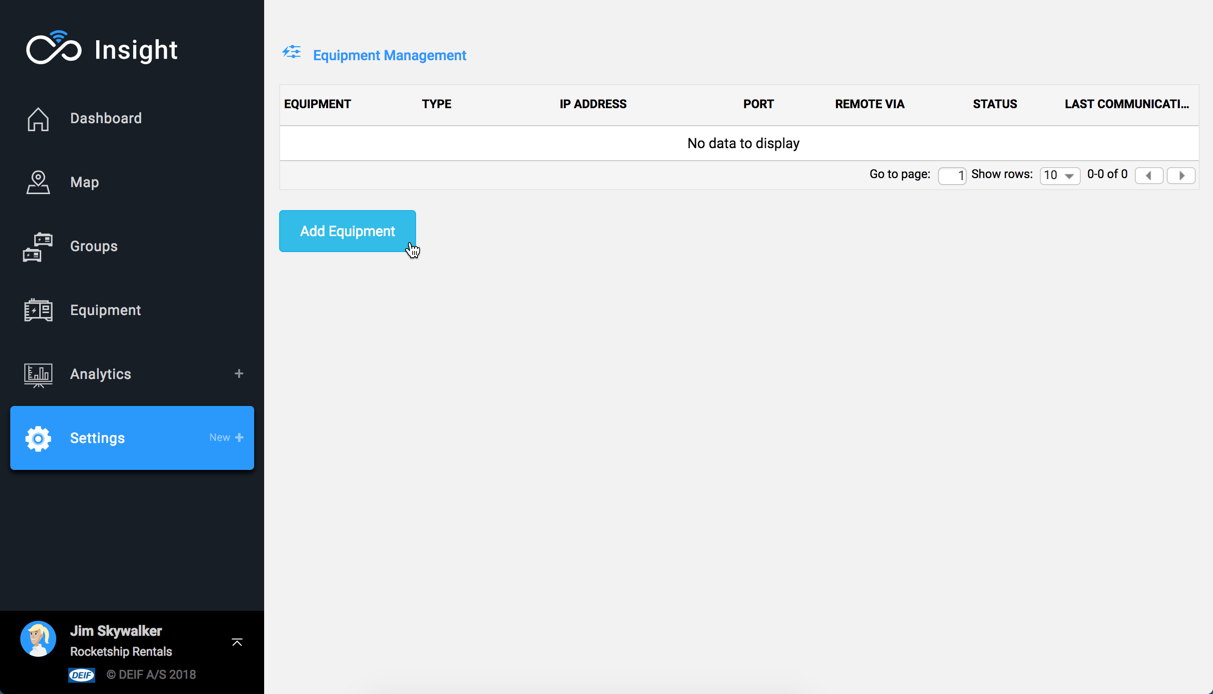 Insight
Dashboard
Map
Groups
Equipment
Analytics +
Settings New +
Jim Skywalker
Rocketship Rentals
DEIF © DEIF A/S 2018
Equipment Management
EQUIPMENT TYPE IP ADDRESS PORT REMOTE VIA STATUS LAST COMMUNICATI...
No data to display
Go to page: 1 Show rows: 10 0-0 of 0
Add Equipment